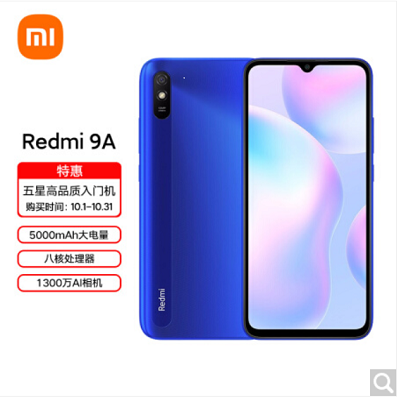 mi
Redmi 9A
特惠
五星高品质入门机
购买时间：10.1-10.31
5000mAh大电量
八核处理器
1300万AI相机
Redmi